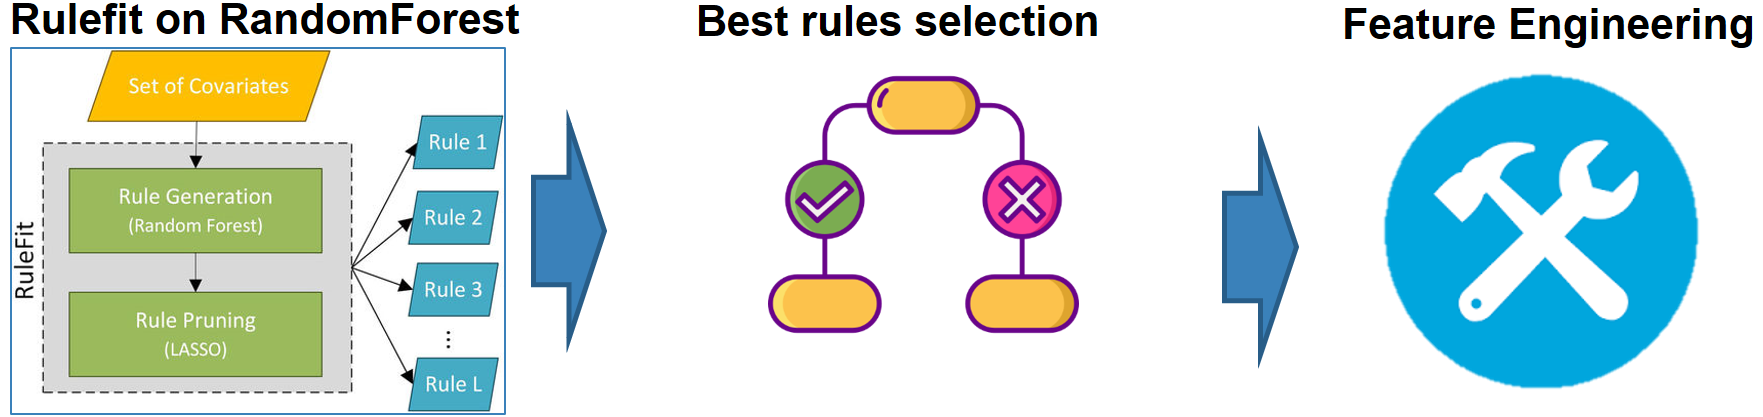 Rulefit on RandomForest
Best rules selection
Feature Engineering
Set of Covariates
RuleFit
Rule Generation
(Random Forest)
Rule Pruning
(LASSO)
Rule 1
Rule 2
Rule 3
⋮
Rule L